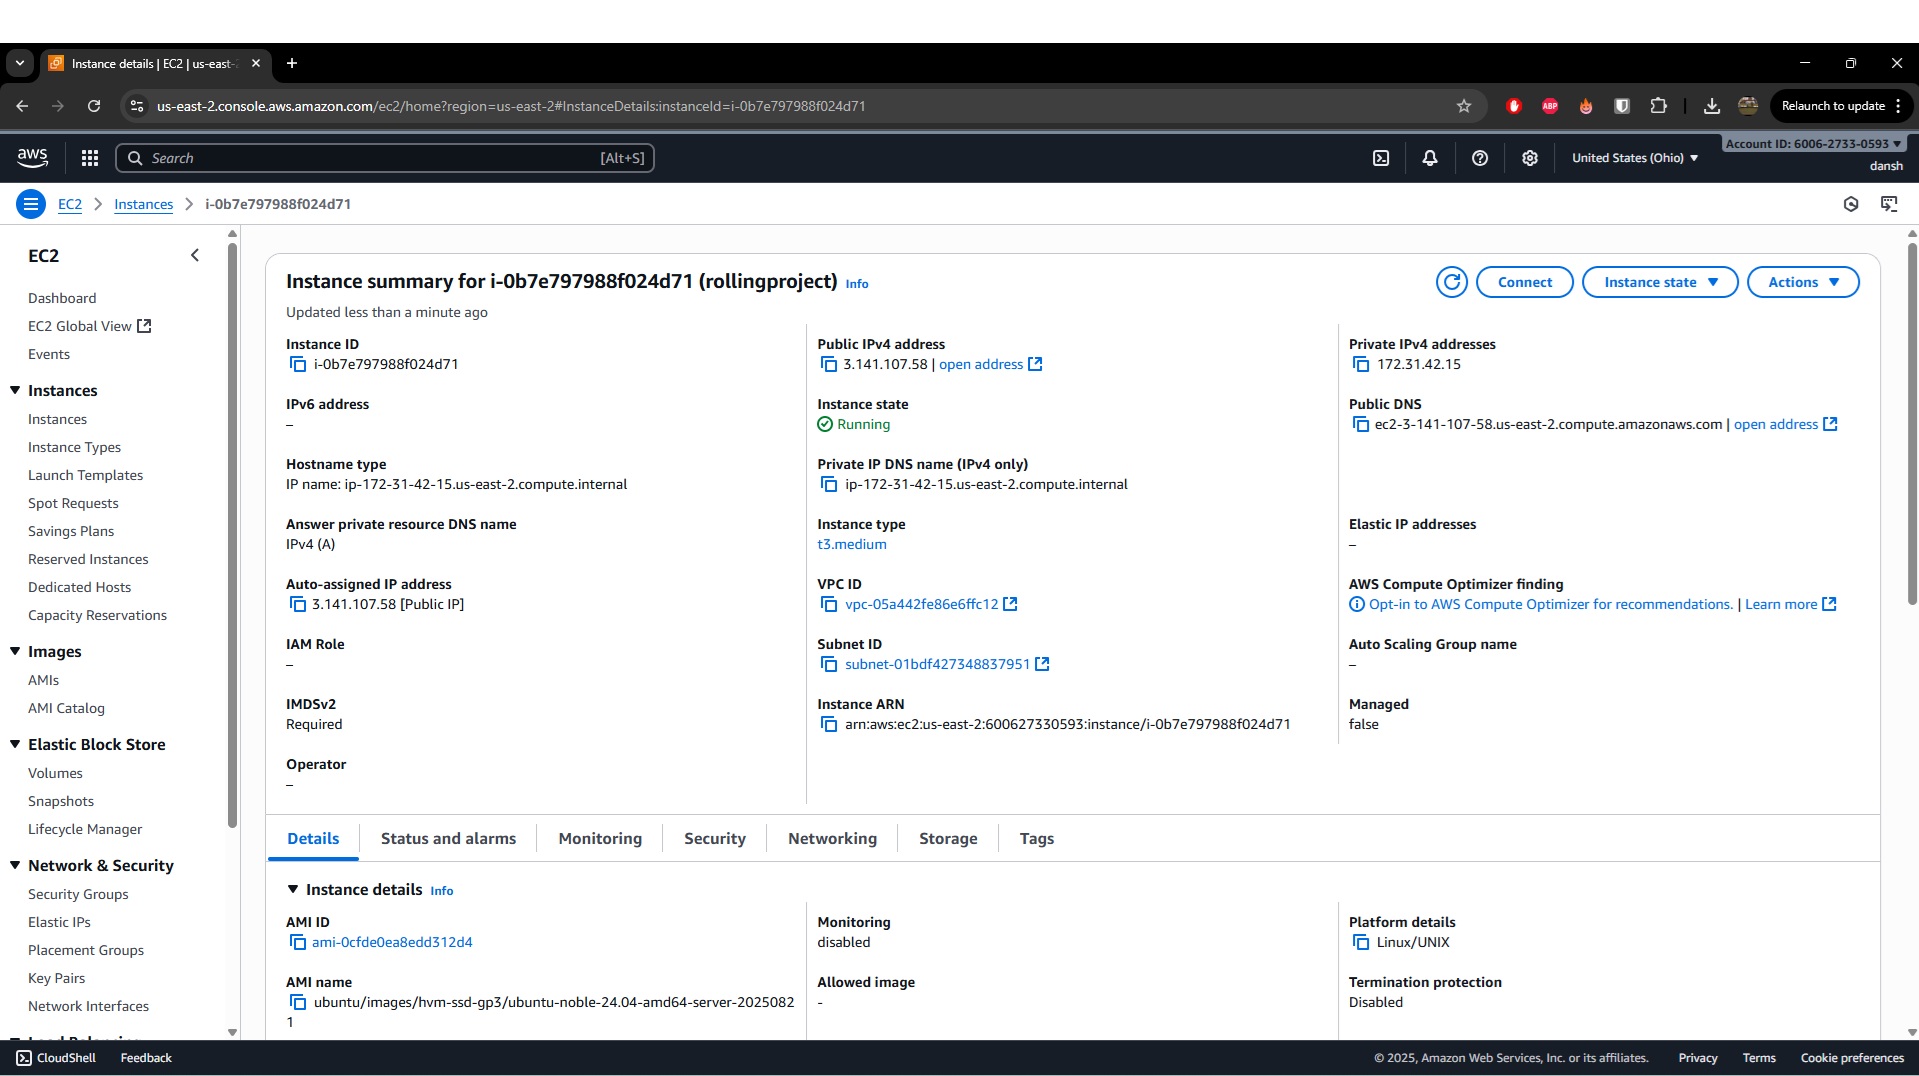 Instance details | EC2 | us-east-
us-east-2.console.aws.amazon.com/ec2/home?region=us-east-2#InstanceDetails:instanceId=i-0b7e797988f024d71
ABP
Relaunch to update
aws
Search
[Alt+S]
United States (Ohio)
Account ID: 6006-2733-0593
dansh
EC2
Instances
i-0b7e797988f024d71
EC2
Dashboard
EC2 Global View
Events
Instances
Instances
Instance Types
Launch Templates
Spot Requests
Savings Plans
Reserved Instances
Dedicated Hosts
Capacity Reservations
Images
AMIs
AMI Catalog
Elastic Block Store
Volumes
Snapshots
Lifecycle Manager
Network & Security
Security Groups
Elastic IPs
Placement Groups
Key Pairs
Network Interfaces
Instance summary for i-0b7e797988f024d71 (rollingproject) Info
Updated less than a minute ago
Connect
Instance state
Actions
Instance ID
i-0b7e797988f024d71
IPv6 address
–
Hostname type
IP name: ip-172-31-42-15.us-east-2.compute.internal
Answer private resource DNS name
IPv4 (A)
Auto-assigned IP address
3.141.107.58 [Public IP]
IAM Role
–
IMDSv2
Required
Operator
–
Public IPv4 address
3.141.107.58 | open address
Instance state
Running
Private IP DNS name (IPv4 only)
ip-172-31-42-15.us-east-2.compute.internal
Instance type
t3.medium
VPC ID
vpc-05a442fe86e6ffc12
Subnet ID
subnet-01bdf427348837951
Instance ARN
arn:aws:ec2:us-east-2:600627330593:instance/i-0b7e797988f024d71
Private IPv4 addresses
172.31.42.15
Public DNS
ec2-3-141-107-58.us-east-2.compute.amazonaws.com | open address
Elastic IP addresses
–
AWS Compute Optimizer finding
Opt-in to AWS Compute Optimizer for recommendations. | Learn more
Auto Scaling Group name
–
Managed
false
Details
Status and alarms
Monitoring
Security
Networking
Storage
Tags
Instance details Info
AMI ID
ami-0cfde0ea8edd312d4
AMI name
ubuntu/images/hvm-ssd-gp3/ubuntu-noble-24.04-amd64-server-2025082
1
Monitoring
disabled
Allowed image
-
Platform details
Linux/UNIX
Termination protection
Disabled
CloudShell
Feedback
© 2025, Amazon Web Services, Inc. or its affiliates.
Privacy
Terms
Cookie preferences